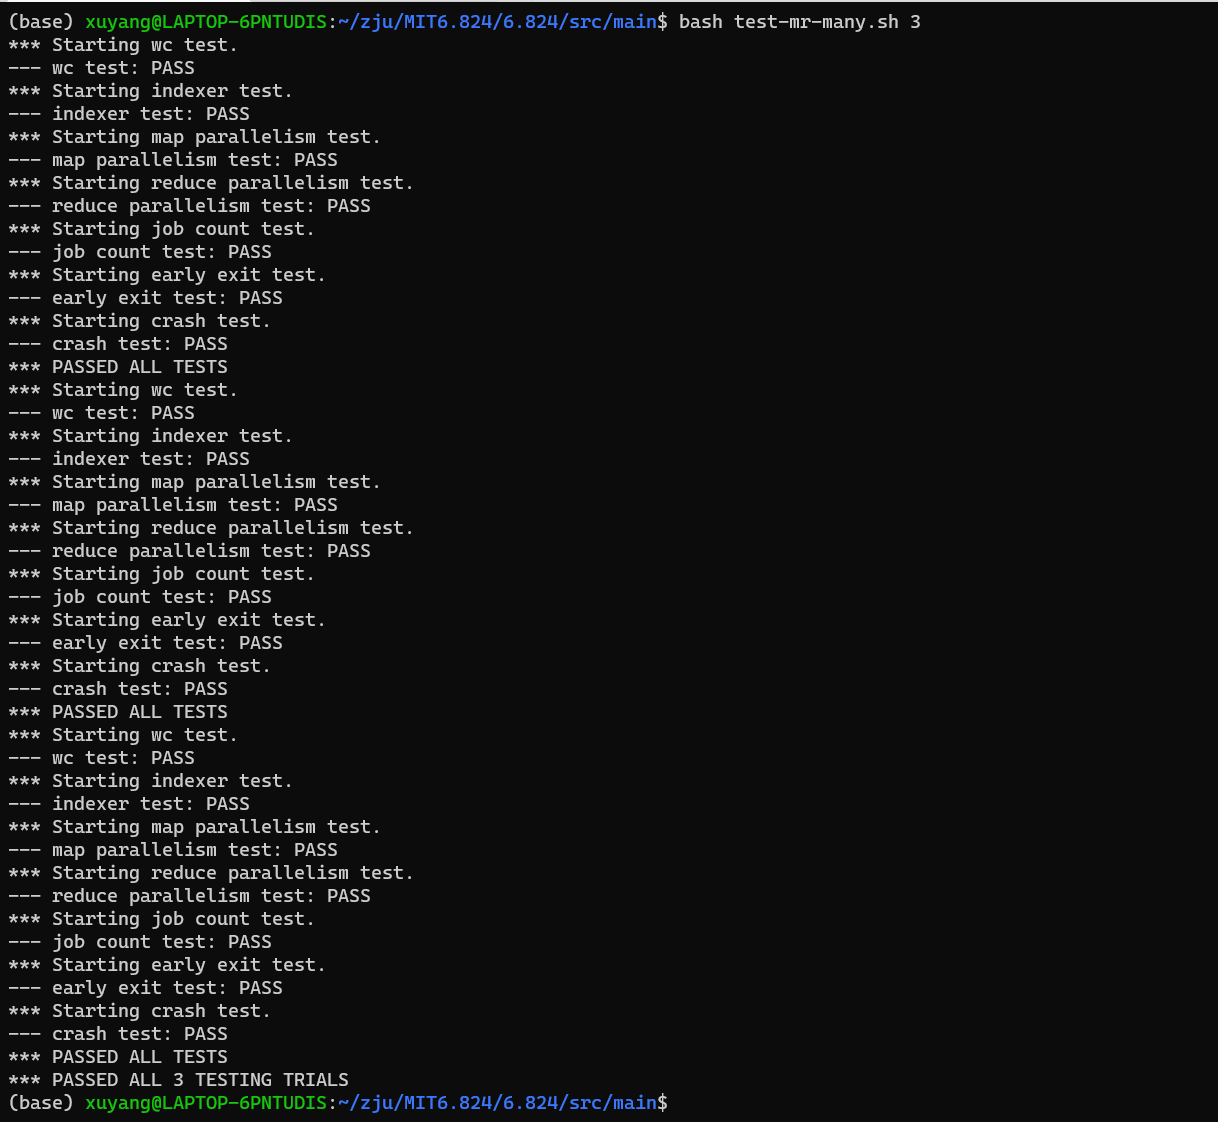 (base) xuyang@LAPTOP-6PNTUDIS:~/zju/MIT6.824/6.824/src/main$ bash test-mr-many.sh 3
*** Starting wc test.
--- wc test: PASS
*** Starting indexer test.
--- indexer test: PASS
*** Starting map parallelism test.
--- map parallelism test: PASS
*** Starting reduce parallelism test.
--- reduce parallelism test: PASS
*** Starting job count test.
--- job count test: PASS
*** Starting early exit test.
--- early exit test: PASS
*** Starting crash test.
--- crash test: PASS
*** PASSED ALL TESTS
*** Starting wc test.
--- wc test: PASS
*** Starting indexer test.
--- indexer test: PASS
*** Starting map parallelism test.
--- map parallelism test: PASS
*** Starting reduce parallelism test.
--- reduce parallelism test: PASS
*** Starting job count test.
--- job count test: PASS
*** Starting early exit test.
--- early exit test: PASS
*** Starting crash test.
--- crash test: PASS
*** PASSED ALL TESTS
*** Starting wc test.
--- wc test: PASS
*** Starting indexer test.
--- indexer test: PASS
*** Starting map parallelism test.
--- map parallelism test: PASS
*** Starting reduce parallelism test.
--- reduce parallelism test: PASS
*** Starting job count test.
--- job count test: PASS
*** Starting early exit test.
--- early exit test: PASS
*** Starting crash test.
--- crash test: PASS
*** PASSED ALL TESTS
*** PASSED ALL 3 TESTING TRIALS
(base) xuyang@LAPTOP-6PNTUDIS:~/zju/MIT6.824/6.824/src/main$